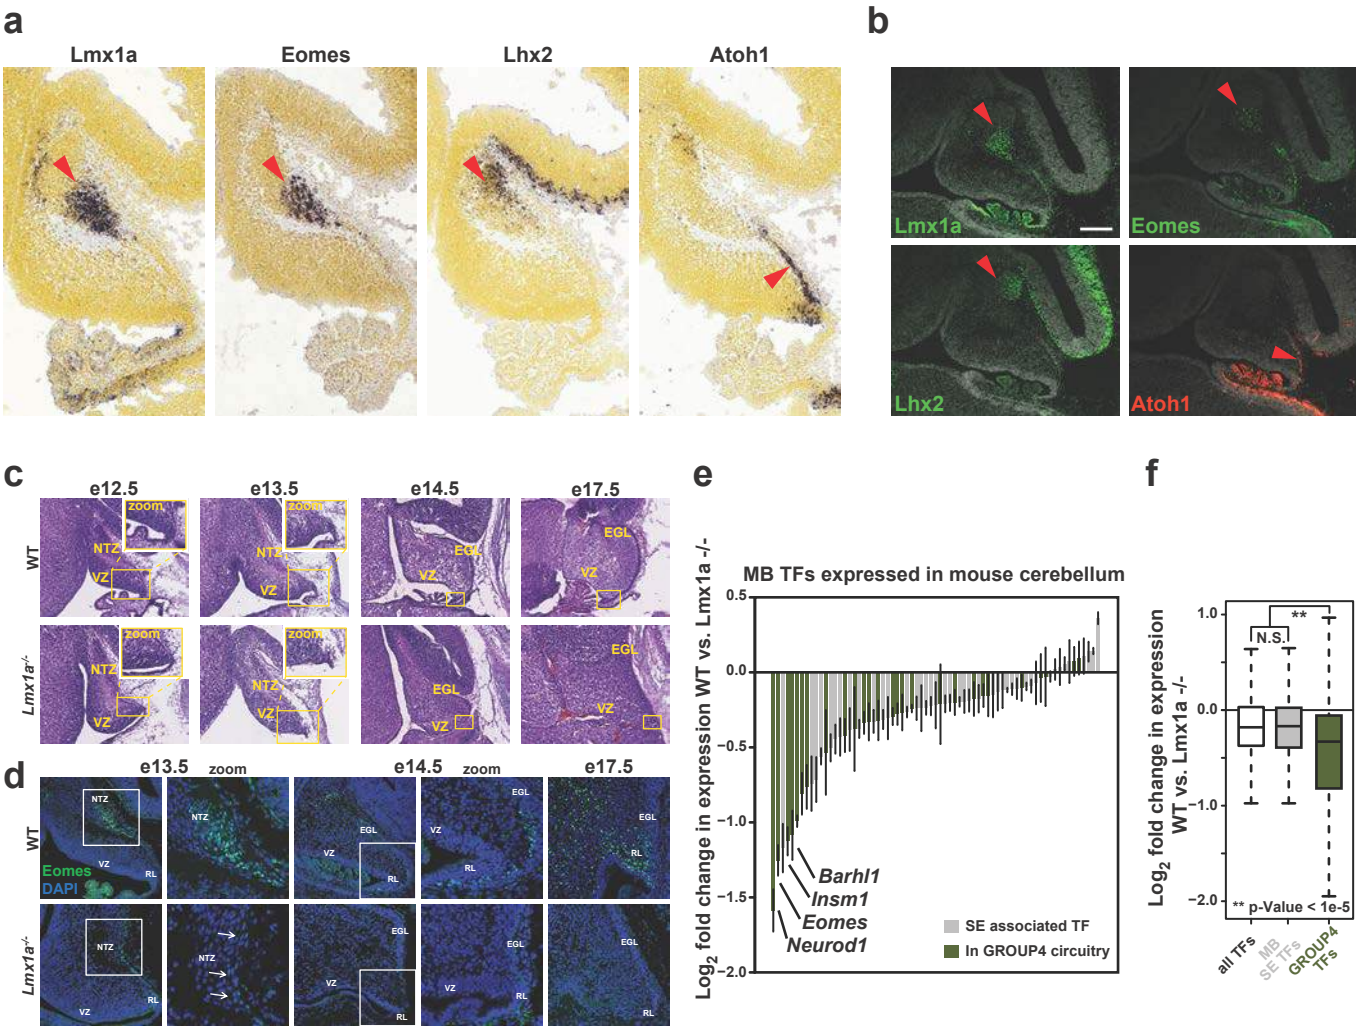 a
Lmx1a
Eomes
Lhx2
Atoh1
b
Lmx1a
Eomes
Lhx2
Atoh1
c
e12.5
e13.5
e14.5
e17.5
WT
zoom
NTZ
VZ
zoom
NTZ
VZ
EGL
VZ
EGL
VZ
Lmx1a-/-
zoom
NTZ
VZ
zoom
NTZ
VZ
EGL
VZ
EGL
VZ
d
e13.5
zoom
e14.5
zoom
e17.5
WT
NTZ
VZ
RL
Eomes
DAPI
NTZ
EGL
VZ
RL
EGL
VZ
RL
EGL
RL
Lmx1a-/-
NTZ
RL
NTZ
EGL
VZ
RL
EGL
VZ
RL
EGL
RL
e
MB TFs expressed in mouse cerebellum
Log2 fold change in expression WT vs. Lmx1a -/-
0.5
0.0
−0.5
−1.0
−1.5
−2.0
Barhl1
Insm1
Eomes
Neurod1
SE associated TF
In GROUP4 circuitry
f
Log2 fold change in expression
WT vs. Lmx1a -/-
1.0
0.0
−1.0
−2.0
**
N.S.
** p-Value < 1e-5
all TFs
MB
SE TFs
GROUP4
TFs